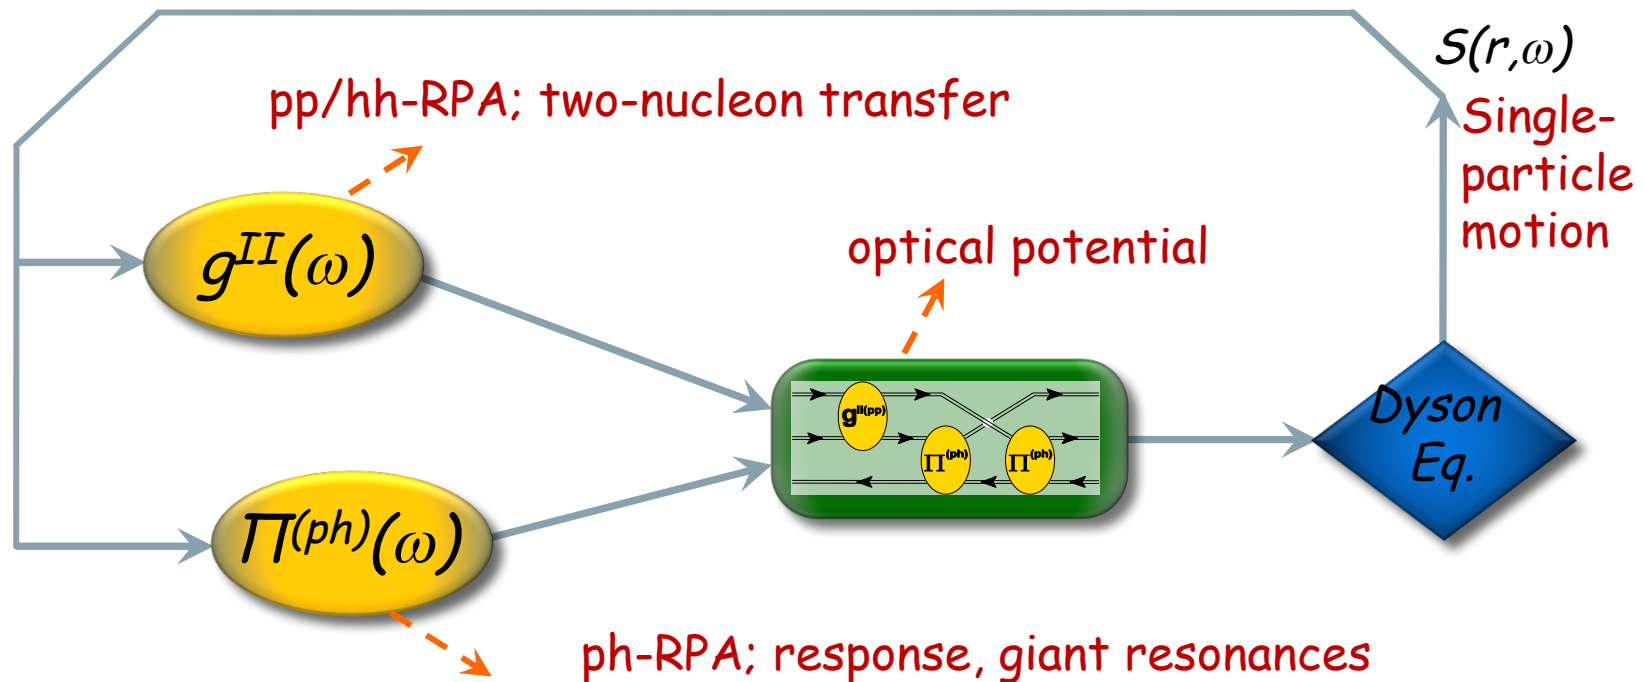 S(r,ω)
pp/hh-RPA; two-nucleon transfer
Single-
particle
motion
g^II(ω)
optical potential
g^II(pp)
Π^(ph) Π^(ph)
Dyson
Eq.
Π^(ph)(ω)
ph-RPA; response, giant resonances